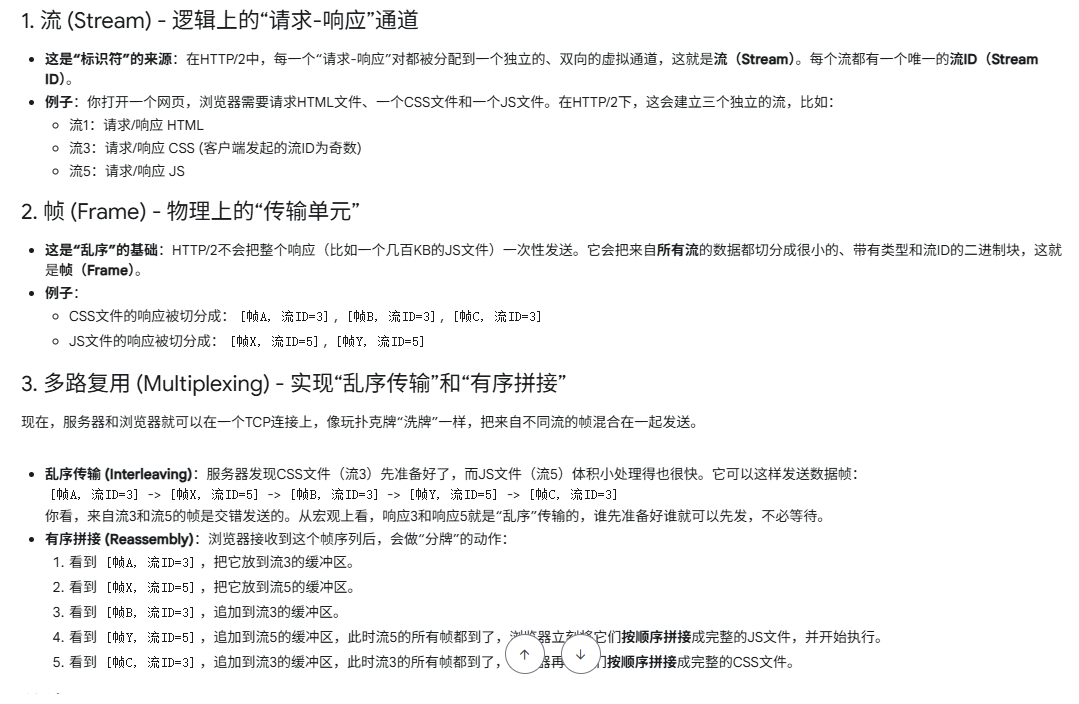 1. 流 (Stream) - 逻辑上的“请求-响应”通道
这是“标识符”的来源：在HTTP/2中，每一个“请求-响应”对都被分配到一个独立的、双向的虚拟通道，这就是流（Stream）。每个流都有一个唯一的流ID（Stream
ID）。
例子：你打开一个网页，浏览器需要请求HTML文件、一个CSS文件和一个JS文件。在HTTP/2下，这会建立三个独立的流，比如：
流1：请求/响应 HTML
流3：请求/响应 CSS (客户端发起的流ID为奇数)
流5：请求/响应 JS
2. 帧 (Frame) - 物理上的“传输单元”
这是“乱序”的基础：HTTP/2不会把整个响应（比如一个几百KB的JS文件）一次性发送。它会把来自所有流的数据都切分成很小的、带有类型和流ID的二进制块，这就
是帧（Frame）。
例子：
CSS文件的响应被切分成： [帧A, 流ID=3] , [帧B, 流ID=3] , [帧C, 流ID=3]
JS文件的响应被切分成： [帧X, 流ID=5] , [帧Y, 流ID=5]
3. 多路复用 (Multiplexing) - 实现“乱序传输”和“有序拼接”
现在，服务器和浏览器就可以在一个TCP连接上，像玩扑克牌“洗牌”一样，把来自不同流的帧混合在一起发送。
乱序传输 (Interleaving)：服务器发现CSS文件（流3）先准备好了，而JS文件（流5）体积小处理得也很快。它可以这样发送数据帧：
[帧A, 流ID=3] -> [帧X, 流ID=5] -> [帧B, 流ID=3] -> [帧Y, 流ID=5] -> [帧C, 流ID=3]
你看，来自流3和流5的帧是交错发送的。从宏观上看，响应3和响应5就是“乱序”传输的，谁先准备好谁就可以先发，不必等待。
有序拼接 (Reassembly)：浏览器接收到这个帧序列后，会做“分牌”的动作：
1. 看到 [帧A, 流ID=3] ，把它放到流3的缓冲区。
2. 看到 [帧X, 流ID=5] ，把它放到流5的缓冲区。
3. 看到 [帧B, 流ID=3] ，追加到流3的缓冲区。
4. 看到 [帧Y, 流ID=5] ，追加到流5的缓冲区，此时流5的所有帧都到了，浏览器立刻将它们按顺序拼接成完整的JS文件，并开始执行。
5. 看到 [帧C, 流ID=3] ，追加到流3的缓冲区，此时流3的所有帧都到了，器再们按顺序拼接成完整的CSS文件。